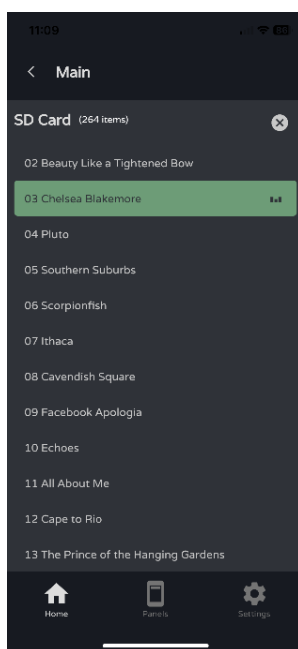 11:09
Main
SD Card (264 items)
02 Beauty Like a Tightened Bow
03 Chelsea Blakemore
04 Pluto
05 Southern Suburbs
06 Scorpionfish
07 Ithaca
08 Cavendish Square
09 Facebook Apologia
10 Echoes
11 All About Me
12 Cape to Rio
13 The Prince of the Hanging Gardens
Home Panels Settings